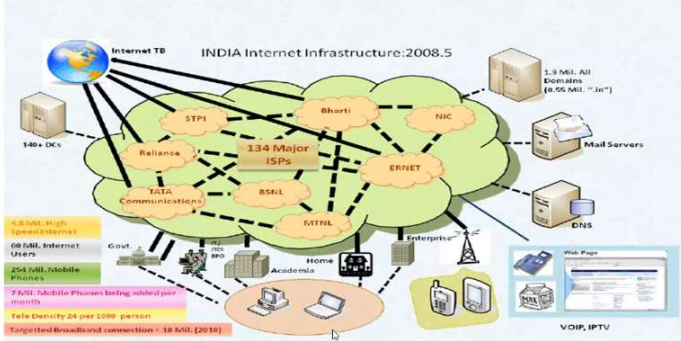 Internet TB
INDIA Internet Infrastructure:2008.5
1.3 Mil. All
Domains
(0.55 Mil. ".in")
STPI
Bharti
NIC
140+ DCs
Reliance
134 Major
ISPs
ERNET
Mail Servers
TATA
Communications
BSNL
MTNL
DNS
4.8 Mil. High
Speed Internet
60 Mil. Internet
Users
254 Mil. Mobile
Phones
7 Mil. Mobile Phones being added per
month
Tele Density 24 per 1000 person
Targetted Broadband connection = 10 Mil. (2010)
Govt.
IT/
ITES
BPO
Academia
Home
Enterprise
Web Page
VOIP, IPTV